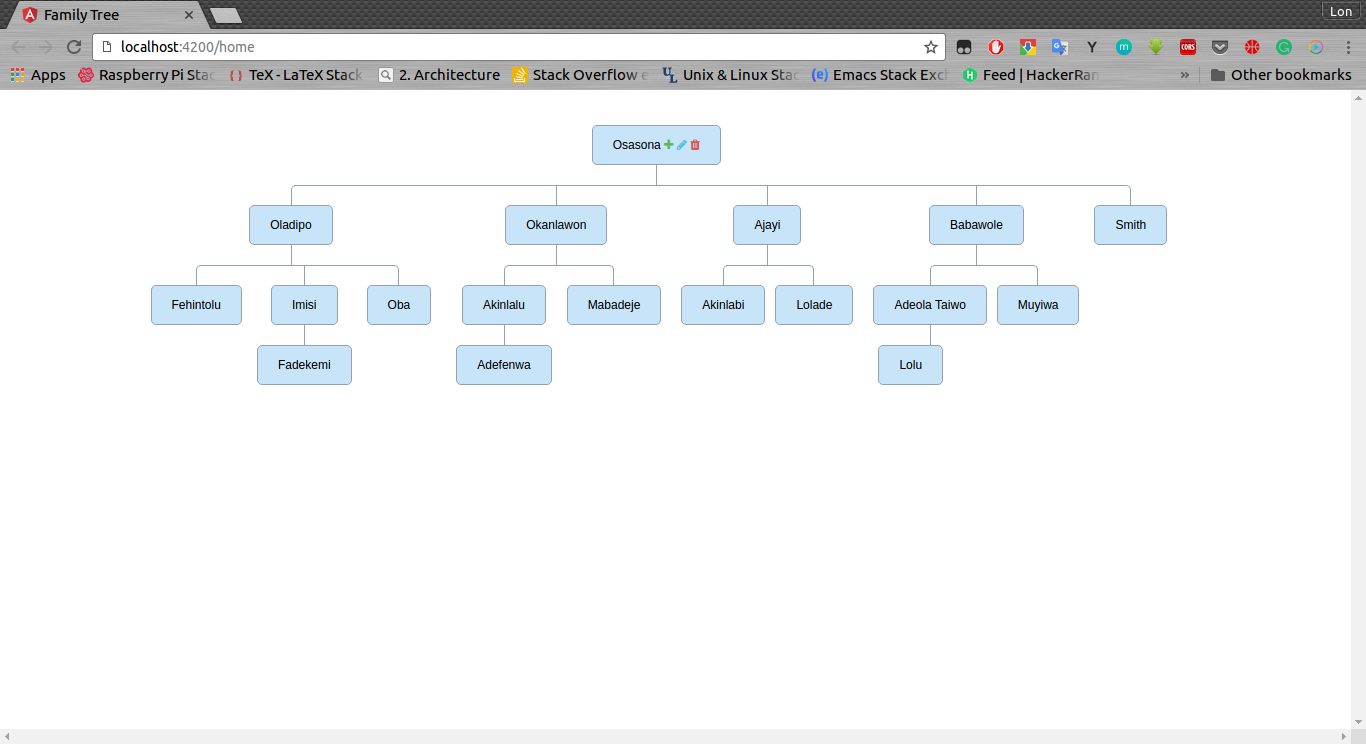 Family Tree
Lon
localhost:4200/home
Apps Raspberry Pi Stac TeX - LaTeX Stack 2. Architecture Stack Overflow e Unix & Linux Stac Emacs Stack Exc Feed | HackerRan » Other bookmarks
Osasona
Oladipo Okanlawon Ajayi Babawole Smith
Fehintolu Imisi Oba Akinlalu Mabadeje Akinlabi Lolade Adeola Taiwo Muyiwa
Fadekemi Adefenwa Lolu